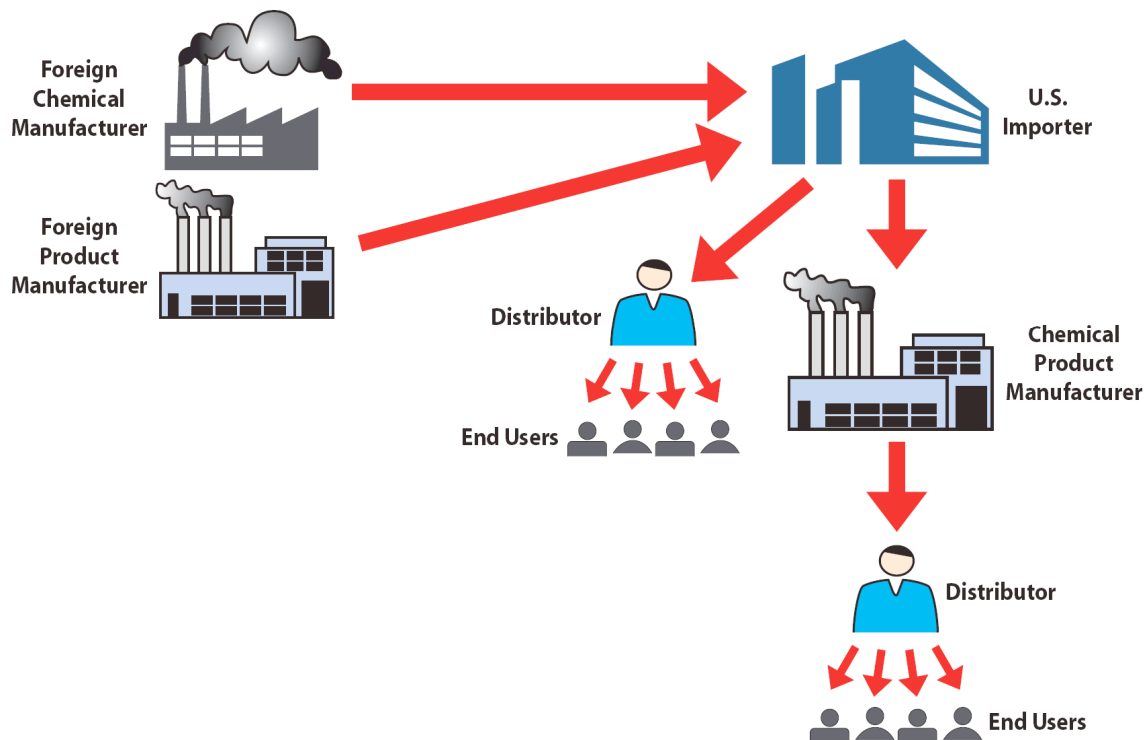 Foreign
Chemical
Manufacturer
U.S.
Importer
Foreign
Product
Manufacturer
Distributor
Chemical
Product
Manufacturer
End Users
Distributor
End Users